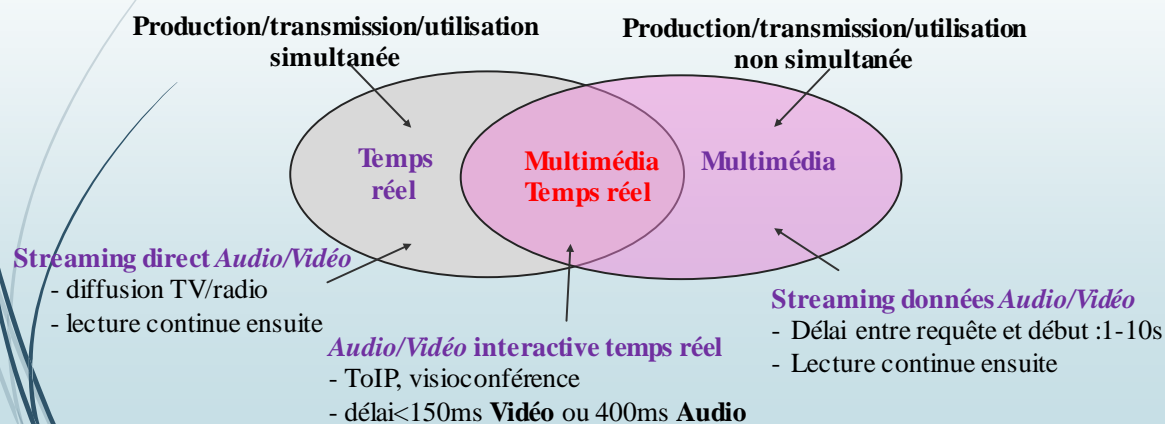 Production/transmission/utilisation
simultanée
Production/transmission/utilisation
non simultanée
Temps
réel
Multimédia
Temps réel
Multimédia
Streaming direct Audio/Vidéo
- diffusion TV/radio
- lecture continue ensuite
Audio/Vidéo interactive temps réel
- ToIP, visioconférence
- délai<150ms Vidéo ou 400ms Audio
Streaming données Audio/Vidéo
- Délai entre requête et début :1-10s
- Lecture continue ensuite